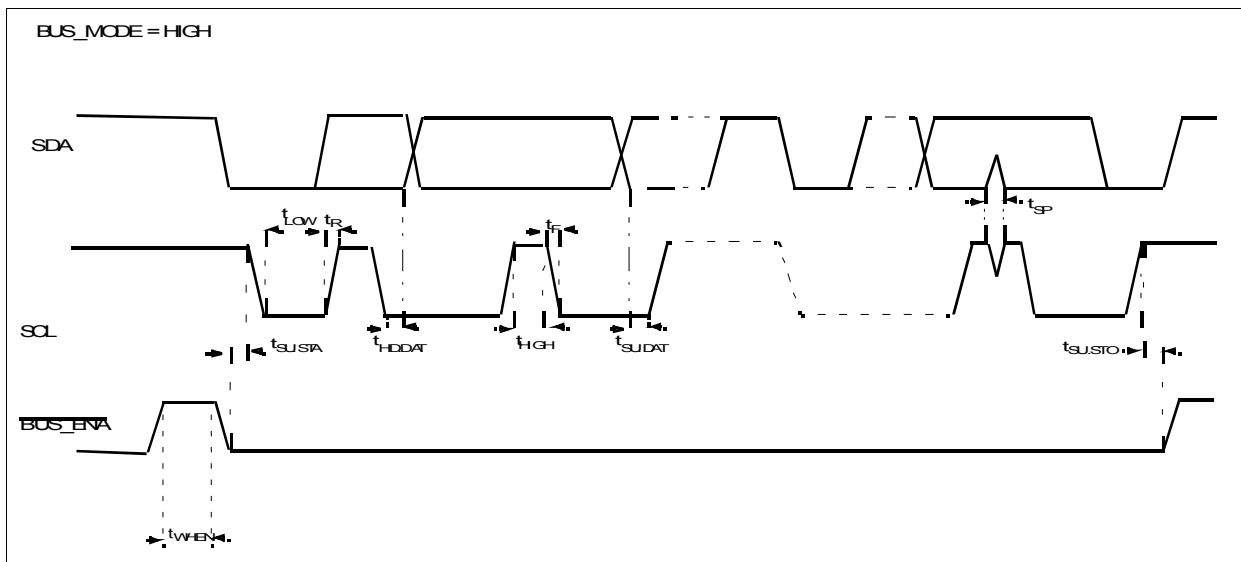 BUS_MODE = HIGH
SDA
tSP
tLOW tR
tF
SCL
tSU.STA
tHD.DAT
tHIGH
tSU.DAT
tSU.STO
BUS_ENA
tWHEN